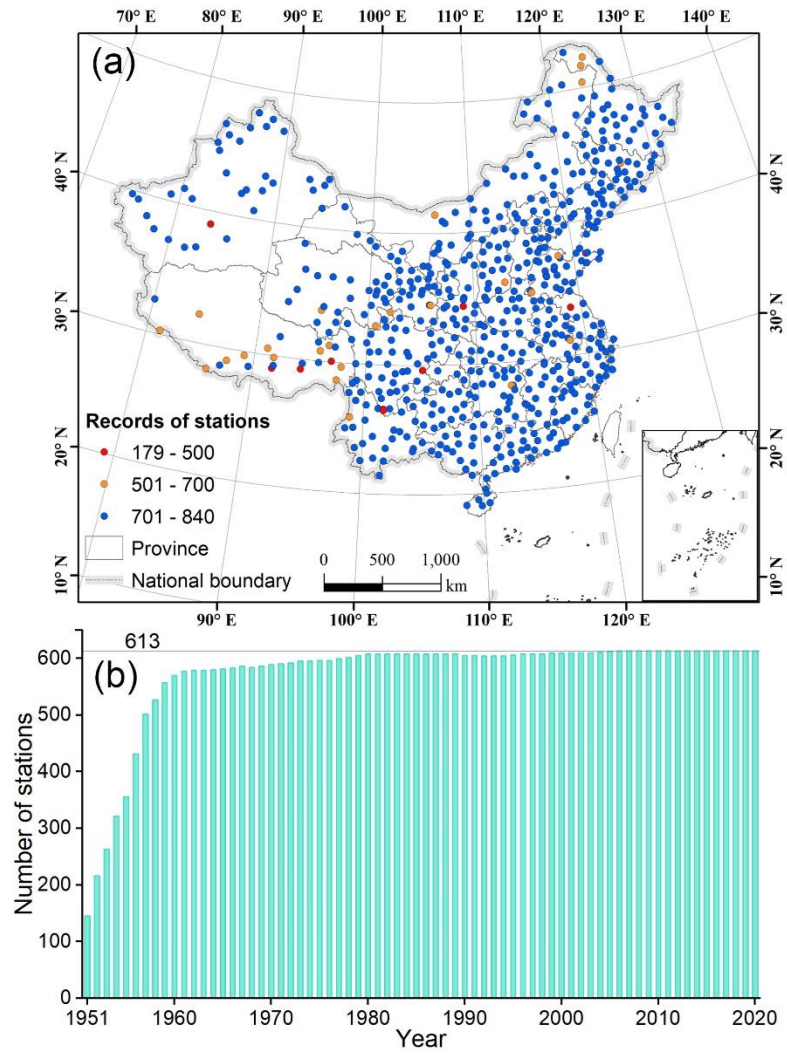 70° E 80° E 90° E 100° E 110° E 120° E 130° E 140° E
(a)
40° N
30° N
20° N
10° N
40° N
30° N
20° N
10° N
Records of stations
179 - 500
501 - 700
701 - 840
Province
National boundary
0 500 1,000
km
90° E 100° E 110° E 120° E
613
(b)
Number of stations
600
500
400
300
200
100
0
1951 1960 1970 1980 1990 2000 2010 2020
Year